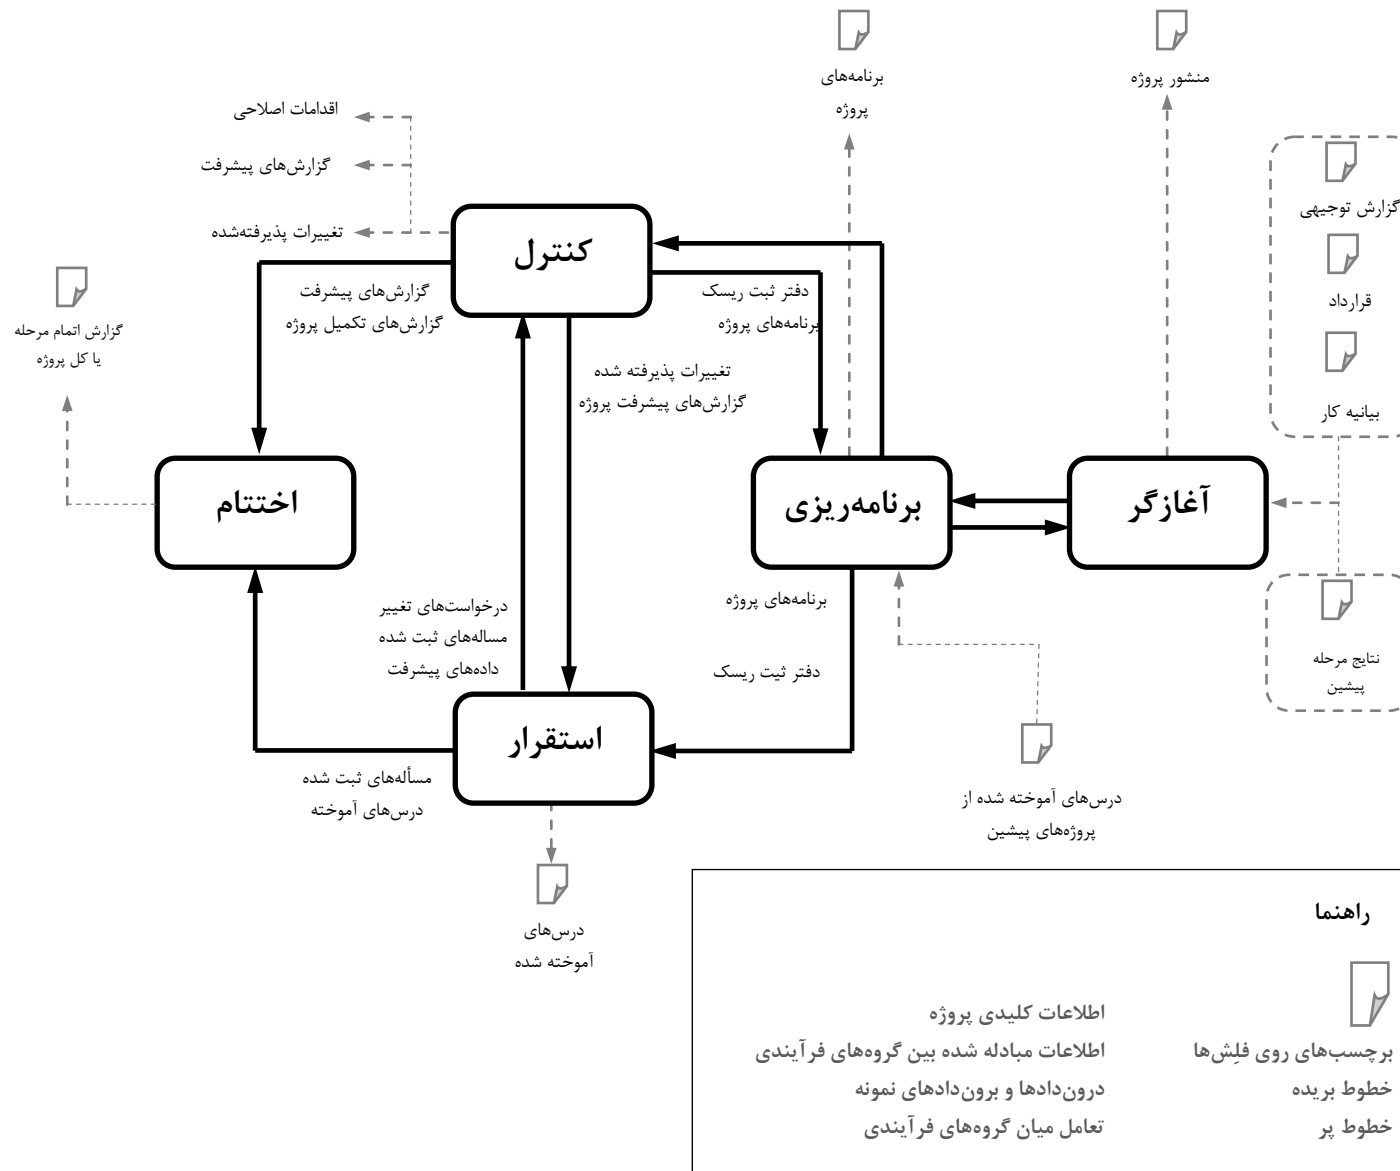 برنامه‌های
پروژه
منشور پروژه
اقدامات اصلاحی
گزارش‌های پیشرفت
تغییرات پذیرفته‌شده
گزارش توجیهی
قرارداد
بیانیه کار
کنترل
گزارش‌های پیشرفت
گزارش‌های تکمیل پروژه
دفتر ثبت ریسک
برنامه‌های پروژه
تغییرات پذیرفته شده
گزارش‌های پیشرفت پروژه
گزارش اتمام مرحله
یا کل پروژه
آغازگر
برنامه‌ریزی
اختتام
برنامه‌های پروژه
دفتر ثیت ریسک
درخواست‌های تغییر
مساله‌های ثبت شده
داده‌های پیشرفت
نتایج مرحله
پیشین
استقرار
مسأله‌های ثبت شده
درس‌های آموخته
درس‌های آموخته شده از
پروژه‌های پیشین
درس‌های
آموخته شده
راهنما
اطلاعات کلیدی پروژه
برچسب‌های روی فلِش‌ها
اطلاعات مبادله شده بین گروه‌های فرآیندی
خطوط بریده
درون‌دادها و برون‌دادهای نمونه
خطوط پر
تعامل میان گروه‌های فرآیندی